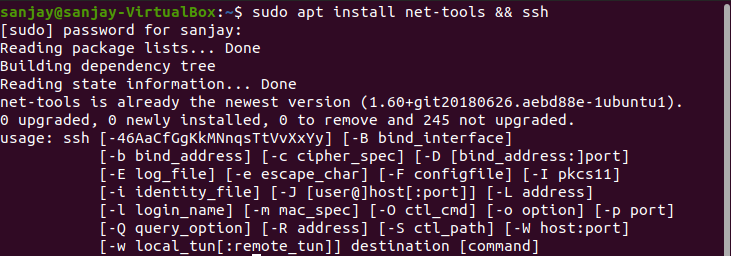 sanjay@sanjay-VirtualBox:~$ sudo apt install net-tools && ssh
[sudo] password for sanjay:
Reading package lists... Done
Building dependency tree
Reading state information... Done
net-tools is already the newest version (1.60+git20180626.aebd88e-1ubuntu1).
0 upgraded, 0 newly installed, 0 to remove and 245 not upgraded.
usage: ssh [-46AaCfGgKkMNnqsTtVvXxYy] [-B bind_interface]
           [-b bind_address] [-c cipher_spec] [-D [bind_address:]port]
           [-E log_file] [-e escape_char] [-F configfile] [-I pkcs11]
           [-i identity_file] [-J [user@]host[:port]] [-L address]
           [-l login_name] [-m mac_spec] [-O ctl_cmd] [-o option] [-p port]
           [-Q query_option] [-R address] [-S ctl_path] [-W host:port]
           [-w local_tun[:remote_tun]] destination [command]